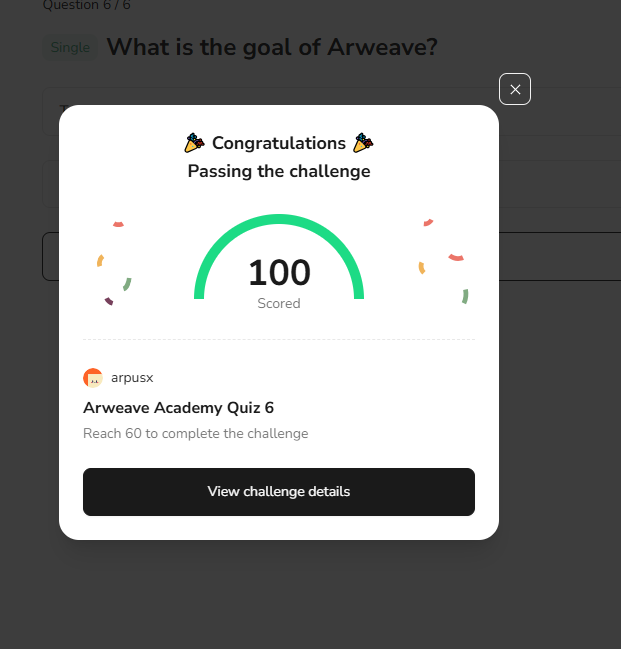 Question 6 / 6
Single What is the goal of Arweave?
Congratulations
Passing the challenge
100
Scored
arpusx
Arweave Academy Quiz 6
Reach 60 to complete the challenge
View challenge details